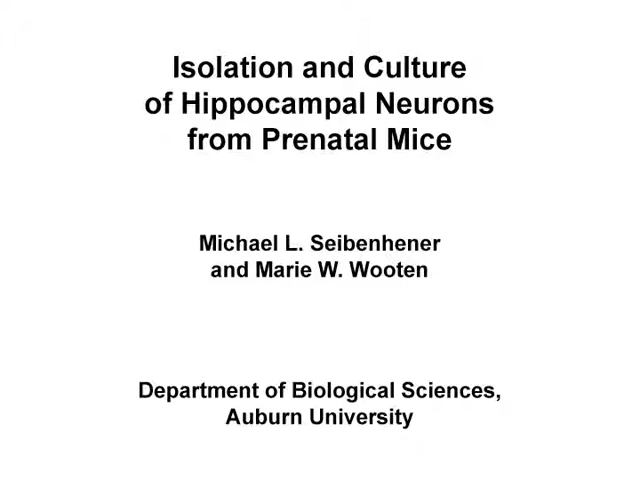 Isolation and Culture
of Hippocampal Neurons
from Prenatal Mice
Michael L. Seibenhener
and Marie W. Wooten
Department of Biological Sciences,
Auburn University